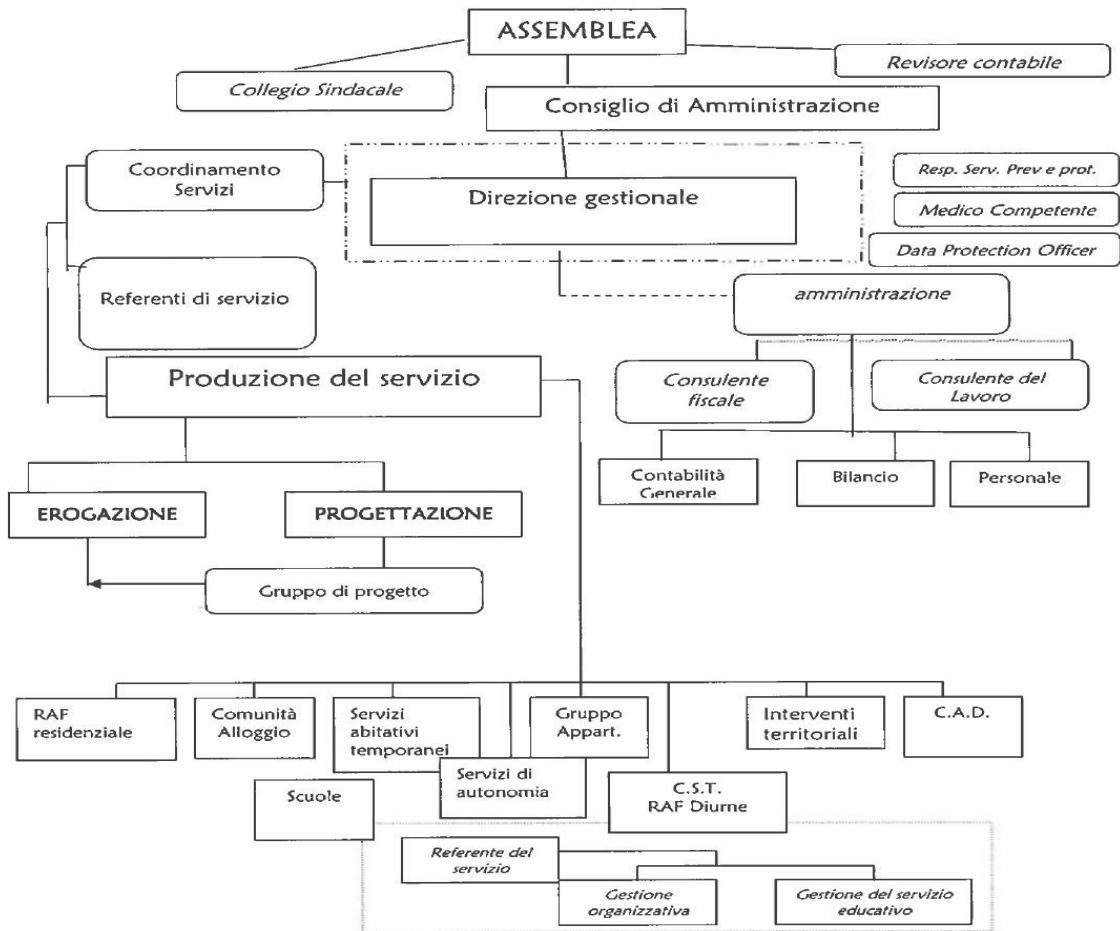 ASSEMBLEA
Revisore contabile
Collegio Sindacale
Consiglio di Amministrazione
Coordinamento
Servizi
Resp. Serv. Prev e prot.
Direzione gestionale
Medico Competente
Data Protection Officer
Referenti di servizio
amministrazione
Produzione del servizio
Consulente
fiscale
Consulente del
Lavoro
Contabilità
Generale
Bilancio
Personale
EROGAZIONE
PROGETTAZIONE
Gruppo di progetto
RAF
residenziale
Comunità
Alloggio
Servizi
abitativi
temporanei
Gruppo
Appart.
Interventi
territoriali
C.A.D.
Servizi di
autonomia
Scuole
C.S.T.
RAF Diurne
Referente del
servizio
Gestione
organizzativa
Gestione del servizio
educativo